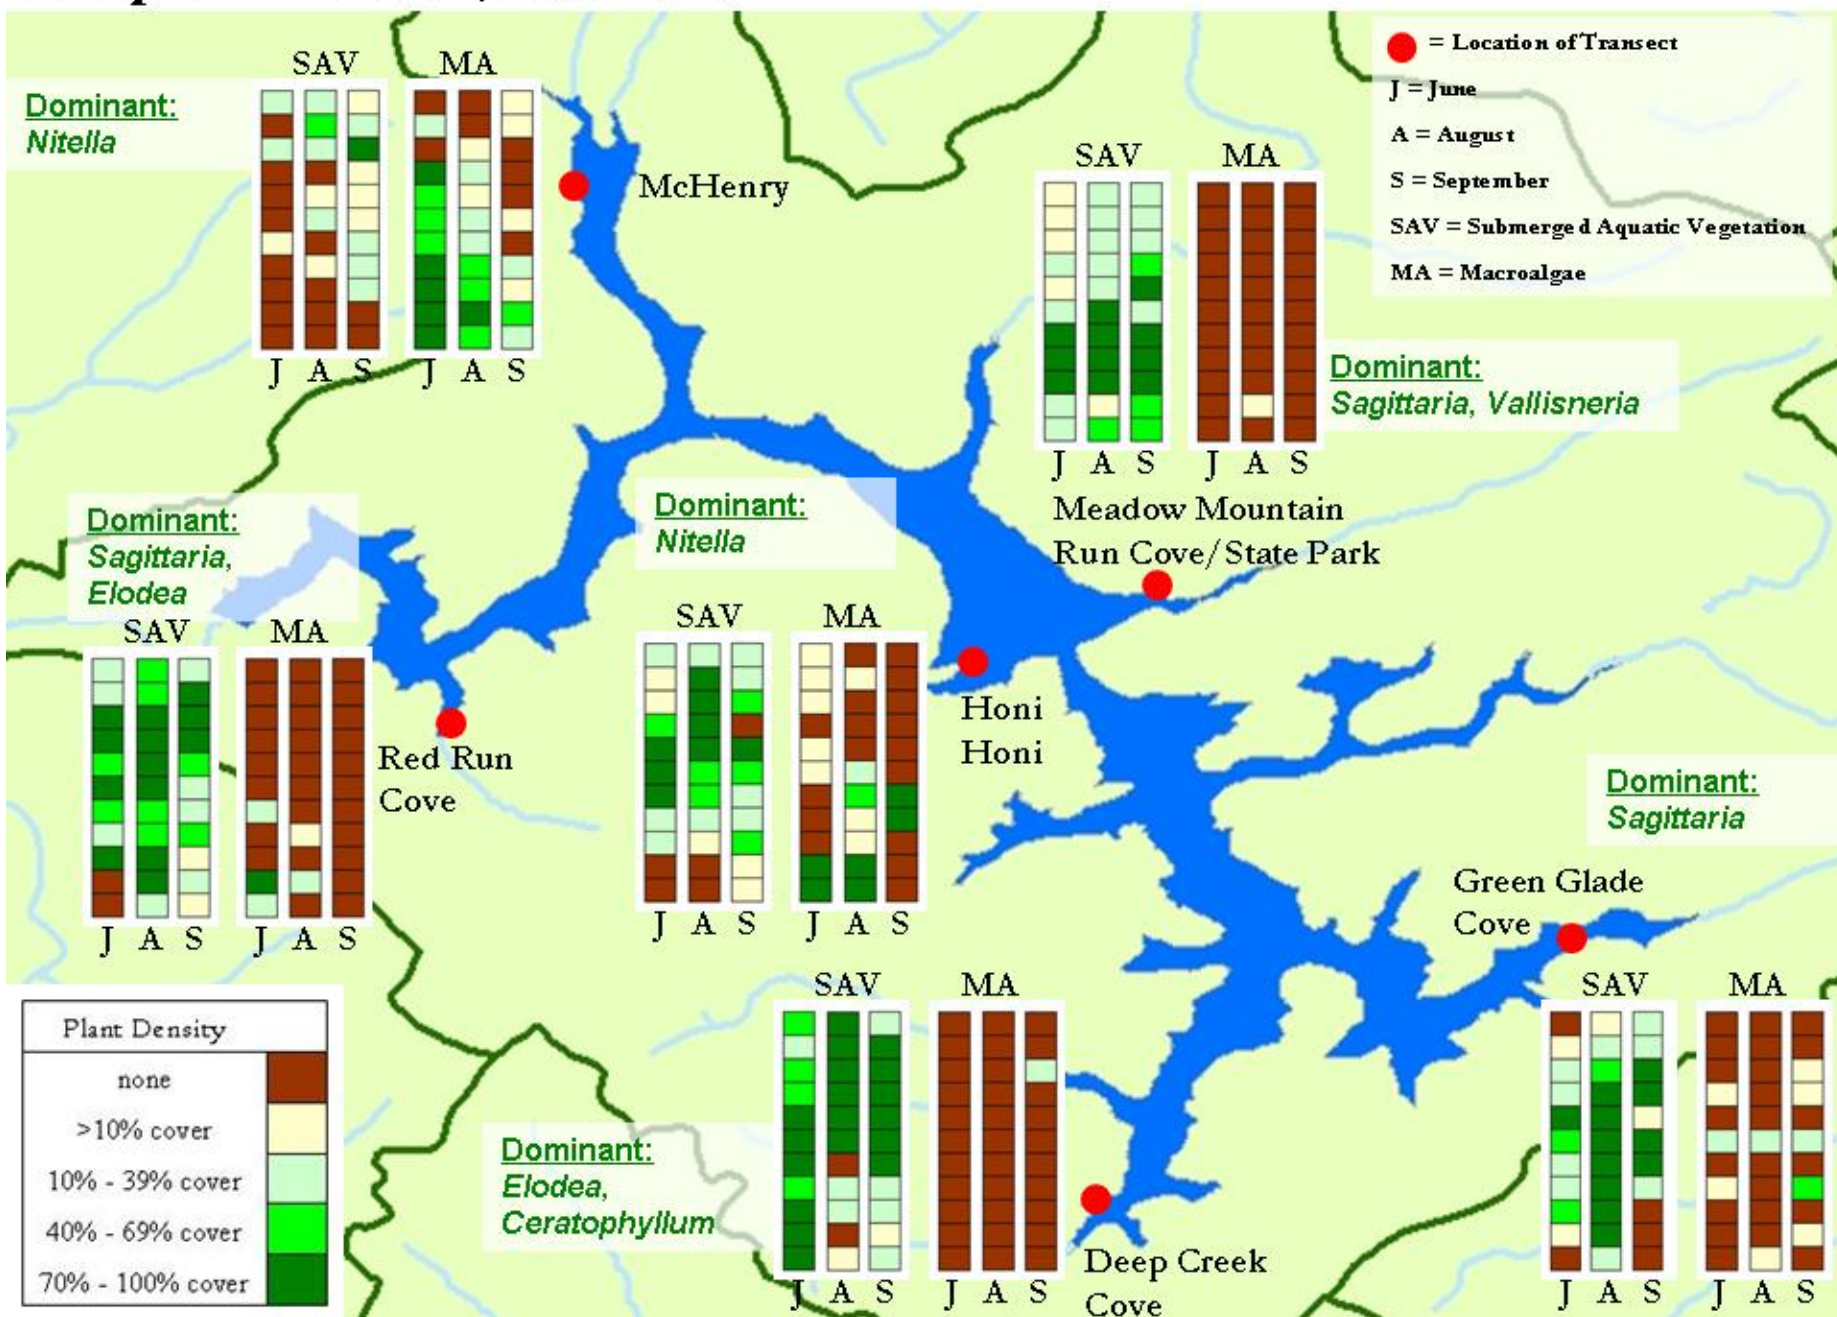 = Location of Transect
J = June
A = August
S = September
SAV = Submerged Aquatic Vegetation
MA = Macroalgae
SAV MA
Dominant:
Nitella
J A S J A S
McHenry
SAV MA
J A S J A S
Dominant:
Sagittaria, Vallisneria
Meadow Mountain
Run Cove/State Park
Dominant:
Sagittaria,
Elodea
SAV MA
J A S J A S
Red Run
Cove
Dominant:
Nitella
SAV MA
J A S J A S
Honi
Honi
Dominant:
Sagittaria
Green Glade
Cove
SAV MA
J A S J A S
Dominant:
Elodea,
Ceratophyllum
SAV MA
J A S J A S
Deep Creek
Cove
Plant Density
none
>10% cover
10% - 39% cover
40% - 69% cover
70% - 100% cover